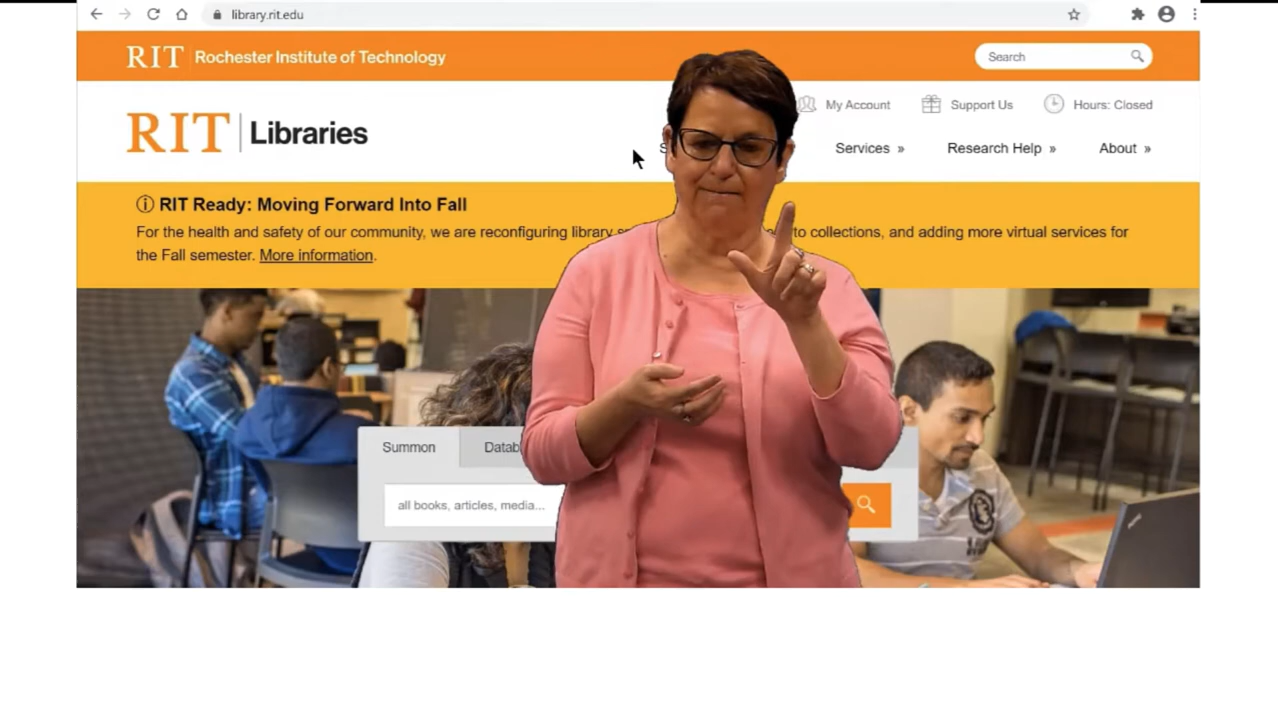 library.rit.edu
RIT Rochester Institute of Technology
Search
My Account
Support Us
Hours: Closed
RIT Libraries
Services »
Research Help »
About »
RIT Ready: Moving Forward Into Fall
For the health and safety of our community, we are reconfiguring library to collections, and adding more virtual services for
the Fall semester. More information.
Summon
all books, articles, media...